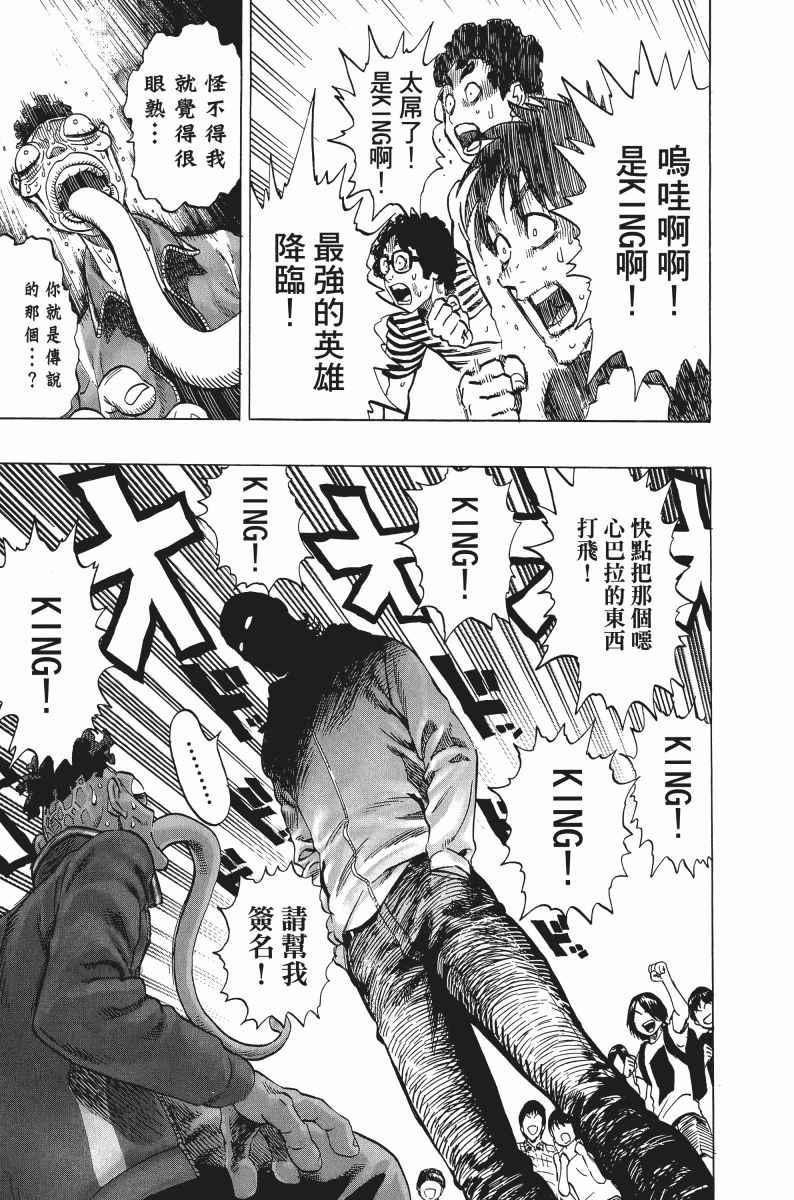 嗚哇啊啊！
是KING啊！
太屌了！
是KING啊！
最強的英雄
降臨！
怪不得我
就覺得很
眼熟…
你就是傳說
的那個…？
快點把那個噁
心巴拉的東西
打飛！
KING！
KING！
KING！
KING！
KING！
……
請幫我
簽名！